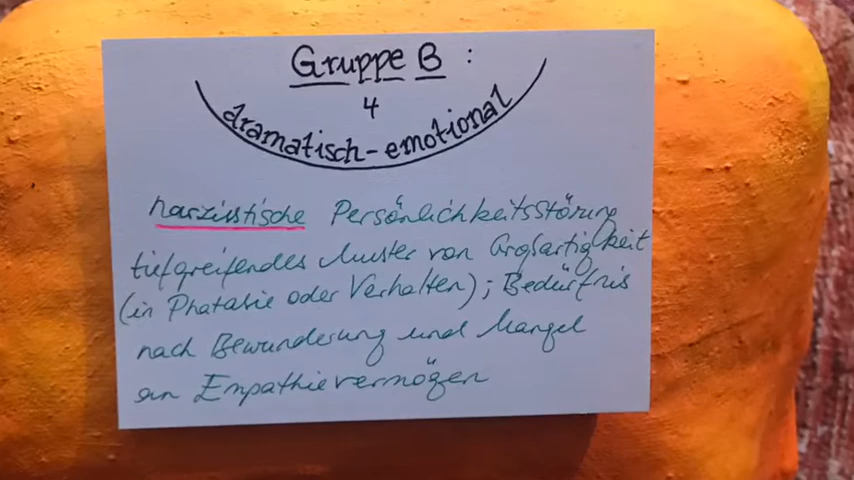 Gruppe B :
4
dramatisch-emotional
narzisstische Persönlichkeitsstörung
tiefgreifendes Muster von Großartigkeit
(in Phatasie oder Verhalten); Bedürfnis
nach Bewunderung und Mangel
an Empathievermögen